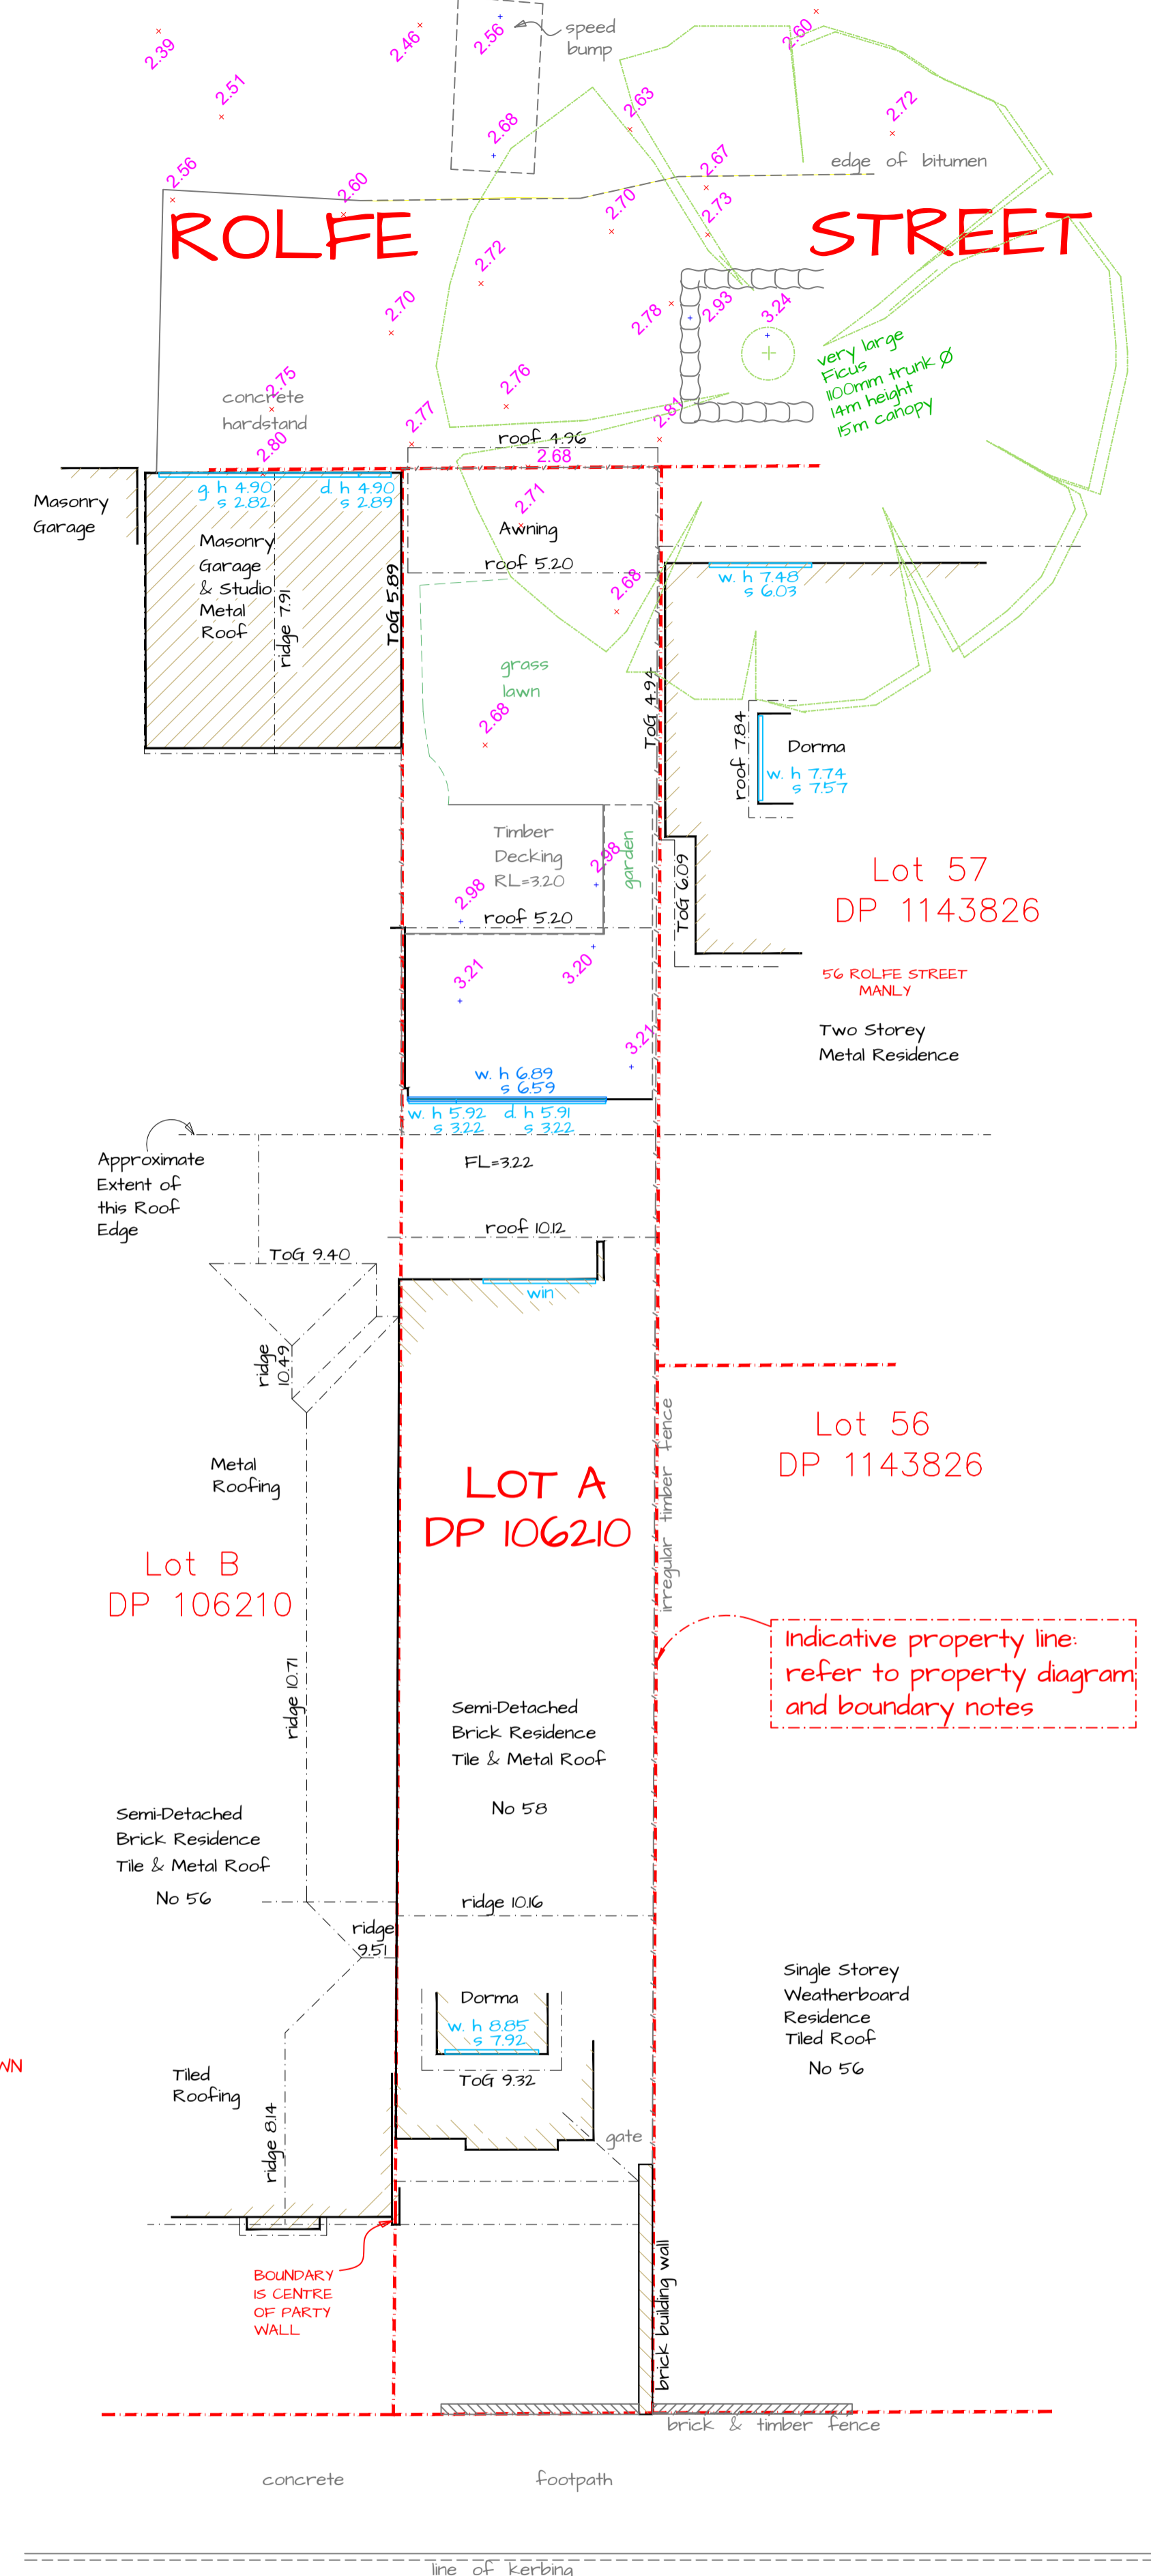 2.39
2.51
2.46
2.56
speed
bump
2.60
2.63
2.68
2.72
2.67
edge of bitumen
2.56
2.60
2.70
2.73
ROLFE STREET
2.72
2.70
2.78
2.93
3.24
very large
Ficus
1100mm trunk Ø
14m height
15m canopy
2.75
concrete
hardstand
2.76
2.77
2.81
2.80
roof 4.96
2.68
g. h 4.90
s 2.82
d. h 4.90
s 2.89
Masonry
Garage
2.71
Awning
roof 5.20
Masonry
Garage
& Studio
Metal
Roof
ridge 7.91
ToG 5.89
w. h 7.48
s 6.03
2.68
grass
lawn
2.68
ToG 4.94
roof 7.84
Dorma
w. h 7.74
s 7.57
Timber
Decking
RL=3.20
2.98
2.98
garden
roof 5.20
ToG 6.09
Lot 57
DP 1143826
56 ROLFE STREET
MANLY
3.21
3.20
3.21
Two Storey
Metal Residence
w. h 6.89
s 6.59
w. h 5.92
s 3.22
d. h 5.91
s 3.22
Approximate
Extent of
this Roof
Edge
FL=3.22
roof 10.12
ToG 9.40
win
ridge
10.49
irregular timber fence
Lot 56
DP 1143826
Metal
Roofing
LOT A
DP 106210
Lot B
DP 106210
Indicative property line:
refer to property diagram
and boundary notes
ridge 10.71
Semi-Detached
Brick Residence
Tile & Metal Roof
No 58
Semi-Detached
Brick Residence
Tile & Metal Roof
No 56
ridge 10.16
ridge
9.51
Single Storey
Weatherboard
Residence
Tiled Roof
No 56
Dorma
w. h 8.85
s 7.92
ToG 9.32
WN
Tiled
Roofing
ridge 8.14
gate
BOUNDARY
IS CENTRE
OF PARTY
WALL
brick building wall
brick & timber fence
concrete footpath
line of kerbing